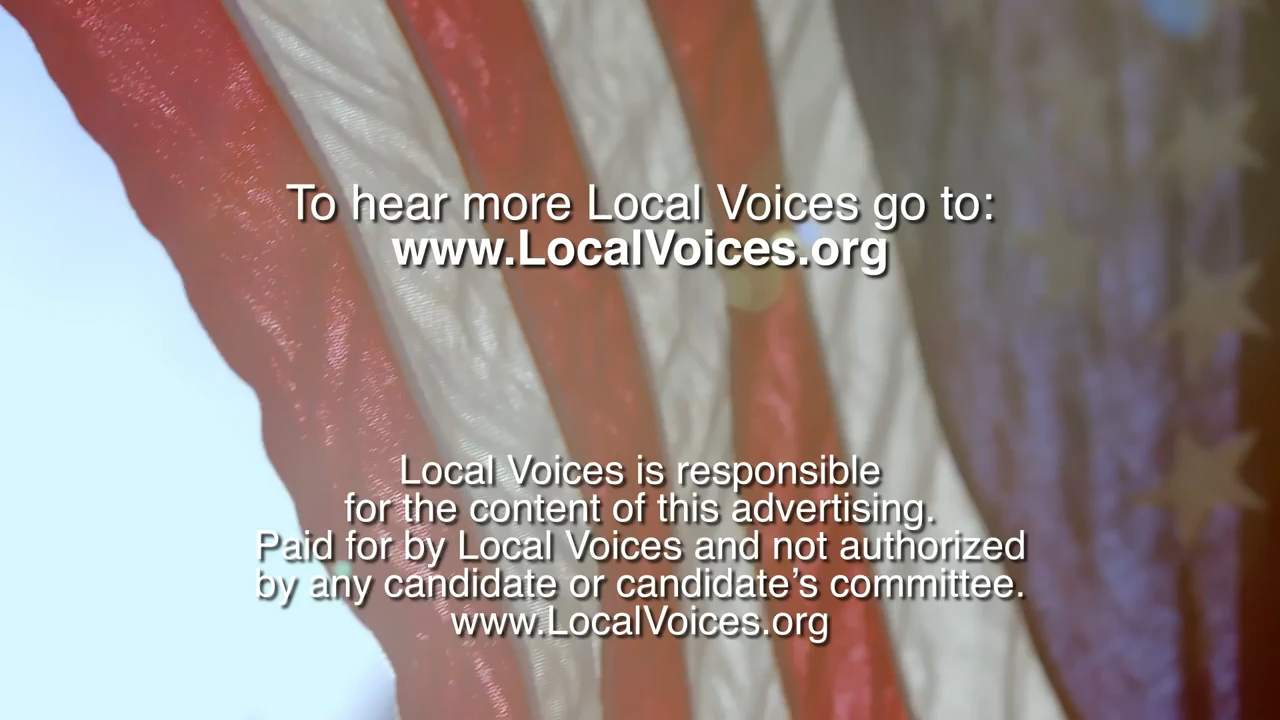 To hear more Local Voices go to:
www.LocalVoices.org
Local Voices is responsible
for the content of this advertising.
Paid for by Local Voices and not authorized
by any candidate or candidate’s committee.
www.LocalVoices.org